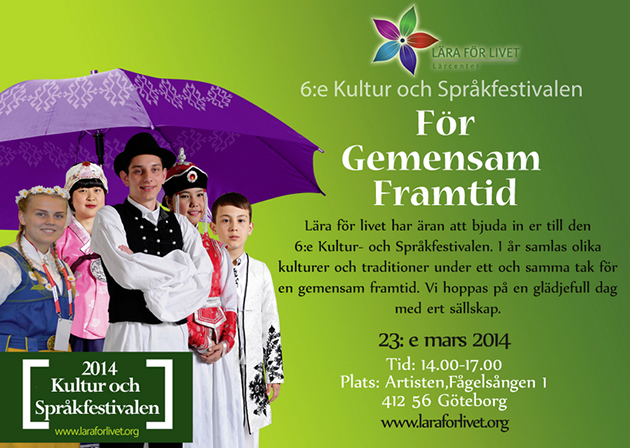 LÄRA FÖR LIVET
Lärcenter
6:e Kultur och Språkfestivalen
För
Gemensam
Framtid
Lära för livet har äran att bjuda in er till den
6:e Kultur- och Språkfestivalen. I år samlas olika
kulturer och traditioner under ett och samma tak för
en gemensam framtid. Vi hoppas på en glädjefull dag
med ert sällskap.
23: e mars 2014
Tid: 14.00-17.00
Plats: Artisten,Fågelsången 1
412 56 Göteborg
www.laraforlivet.org
2014
Kultur och
Språkfestivalen
www.laraforlivet.org